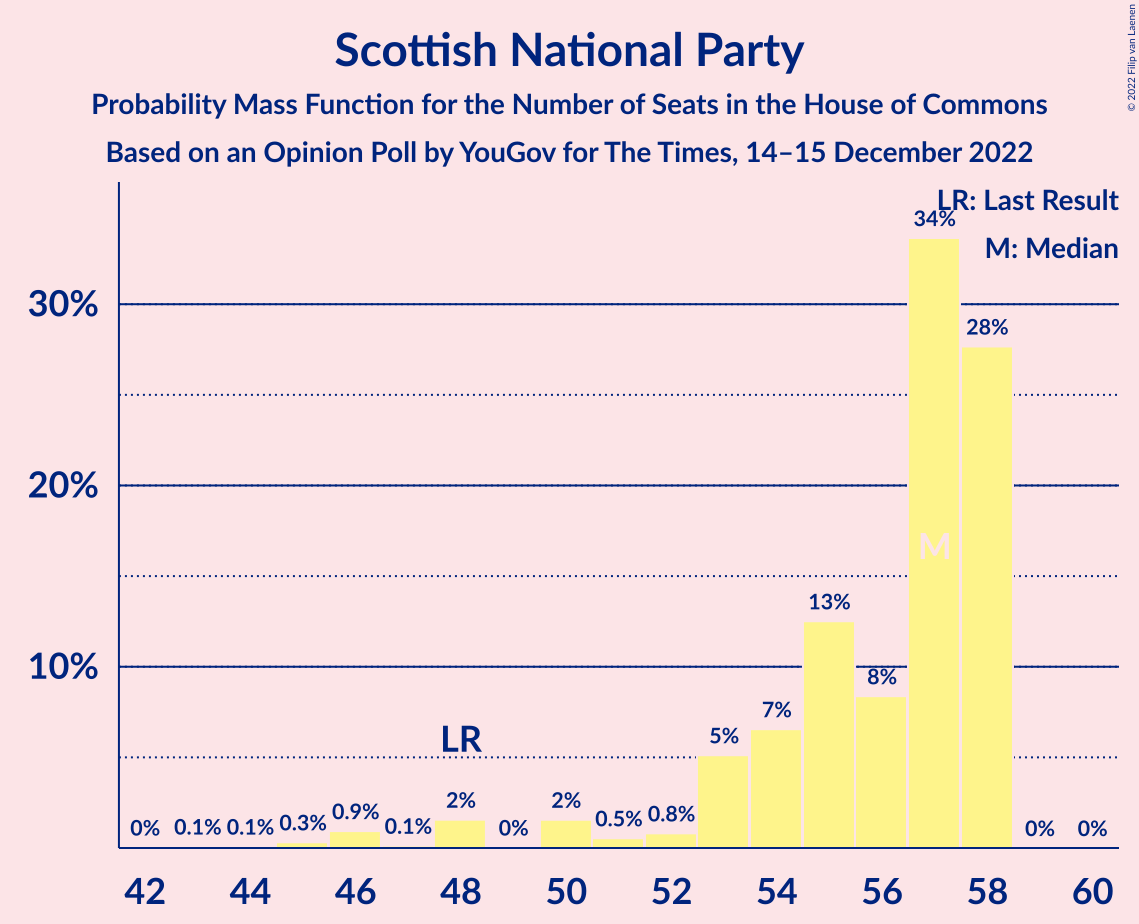 Scottish National Party
Probability Mass Function for the Number of Seats in the House of Commons
Based on an Opinion Poll by YouGov for The Times, 14–15 December 2022
© 2022 Filip van Laenen
LR: Last Result
M: Median
30%
20%
10%
0%
0.1%
0.1%
0.3%
0.9%
0.1%
2%
LR
0%
2%
0.5%
0.8%
5%
7%
13%
8%
34%
M
28%
0%
0%
42 44 46 48 50 52 54 56 58 60